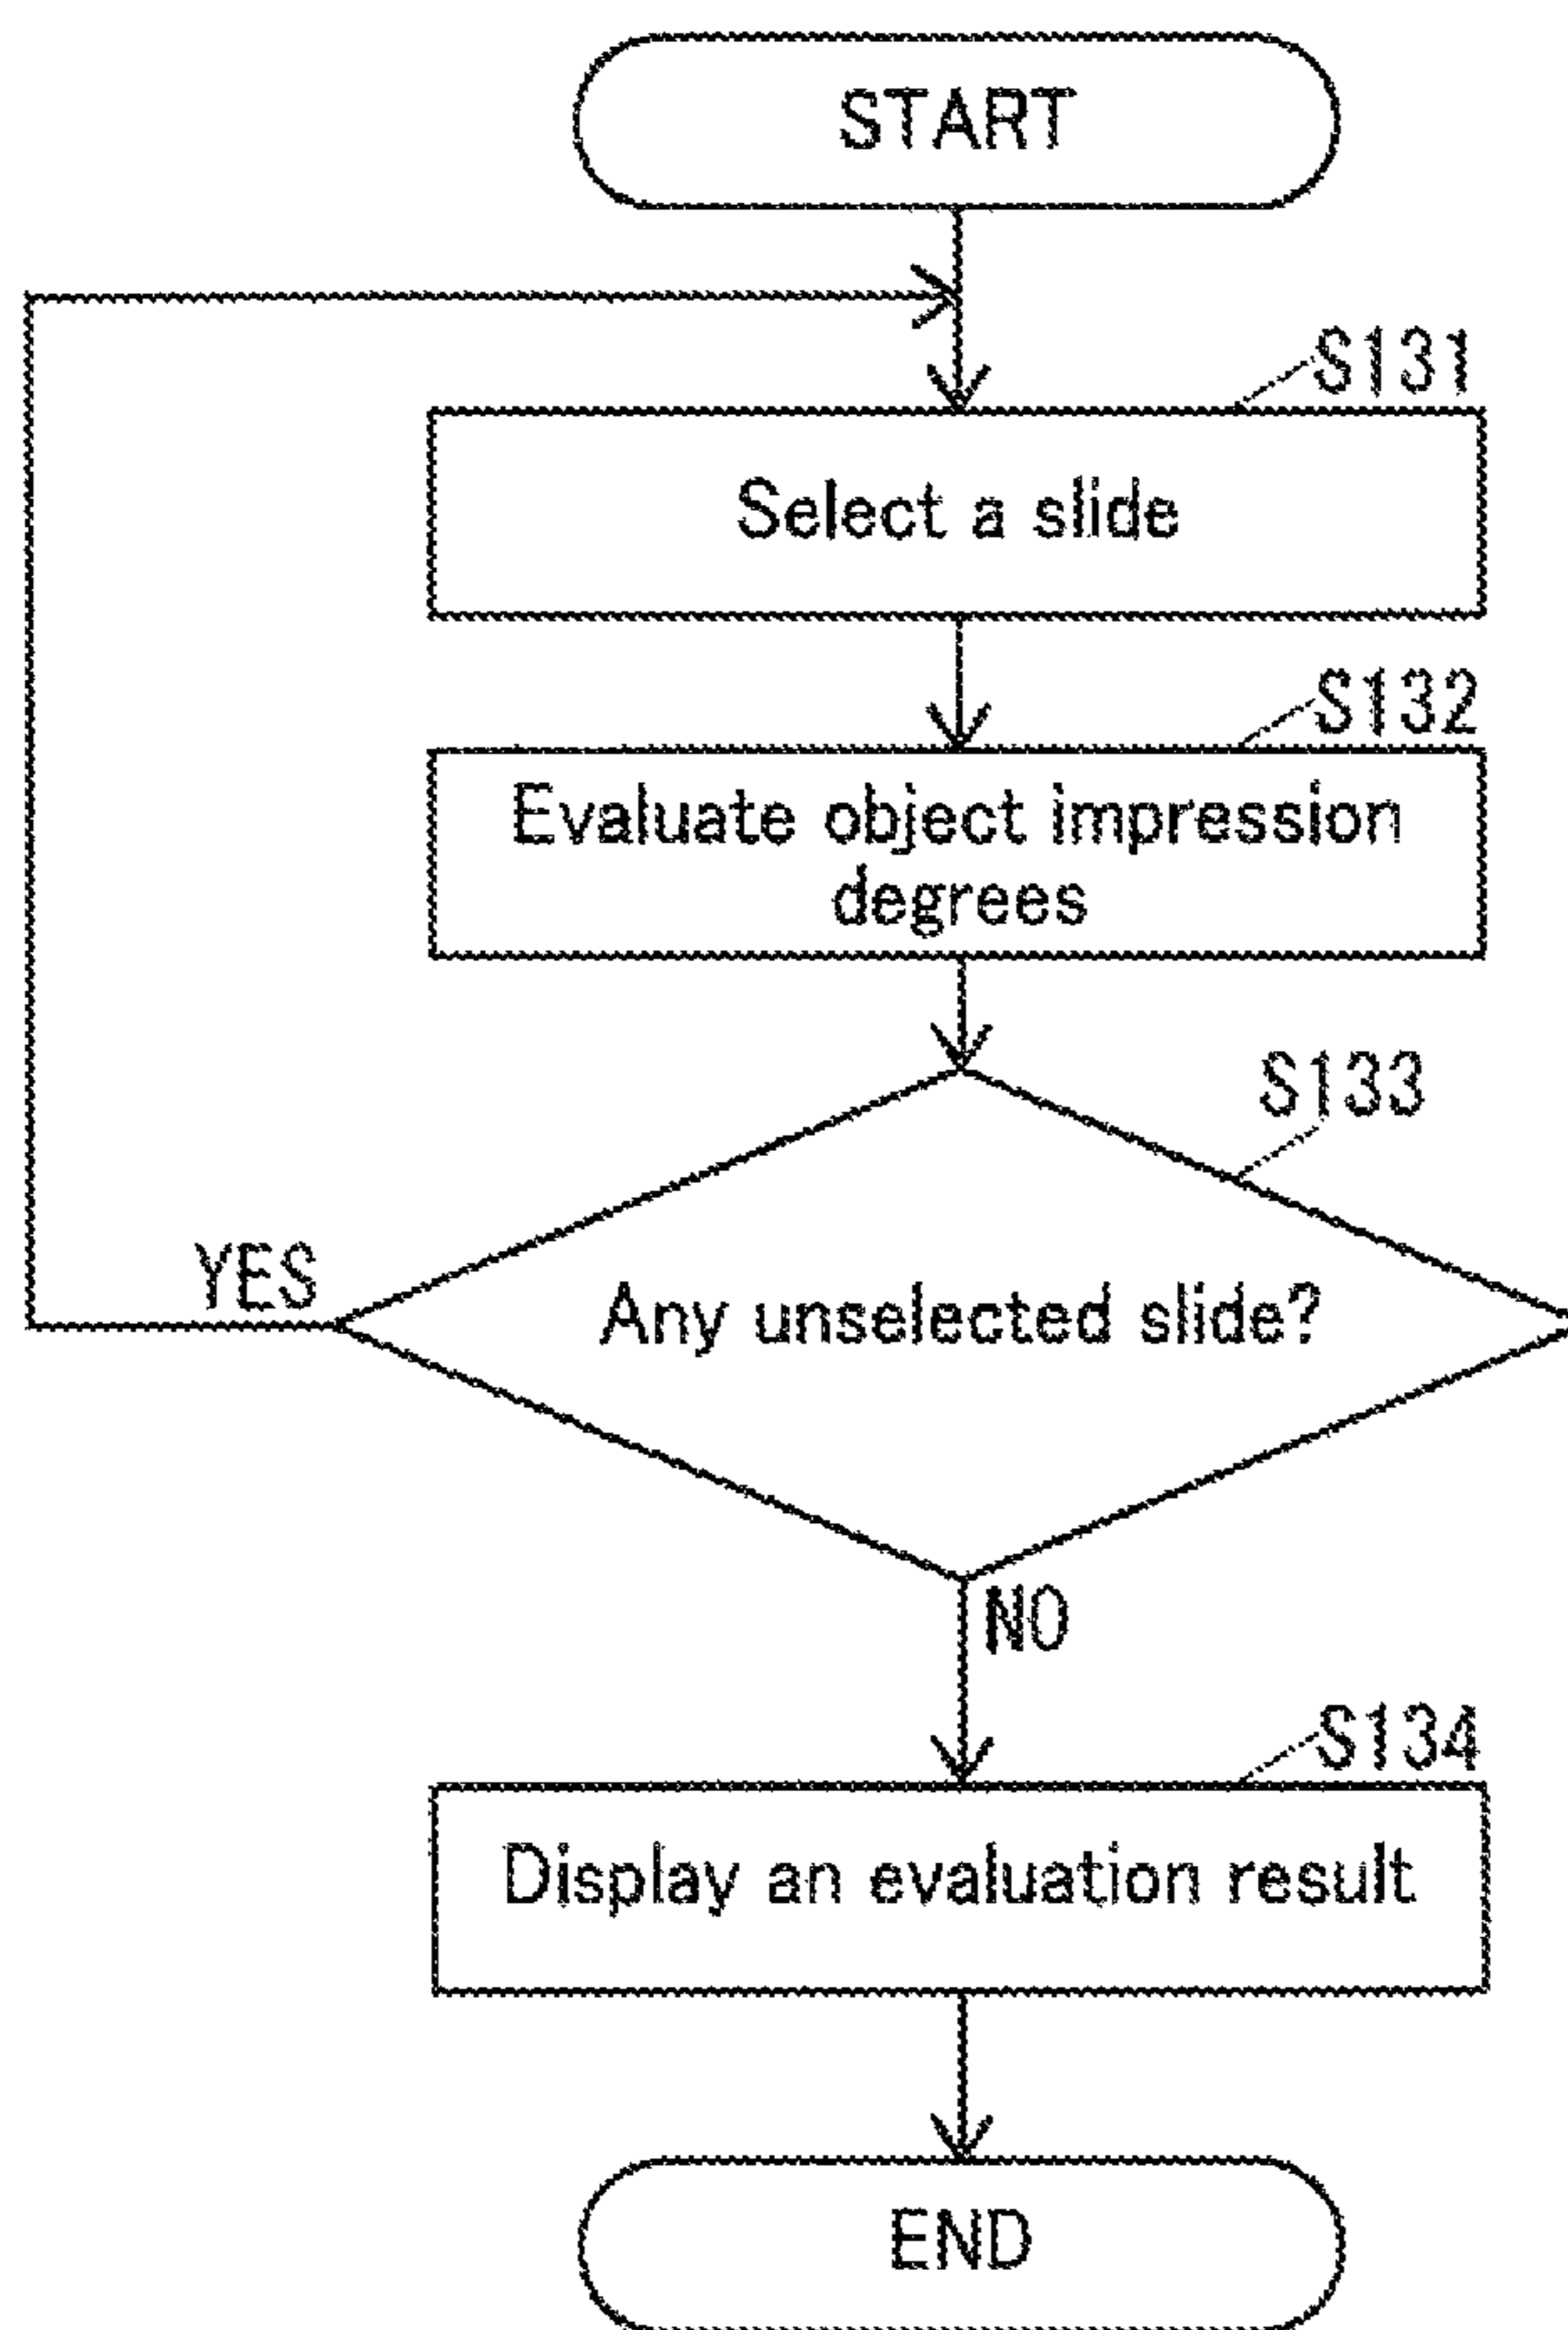 START
S131
Select a slide
S132
Evaluate object impression
degrees
S133
YES
Any unselected slide?
NO
S134
Display an evaluation result
END